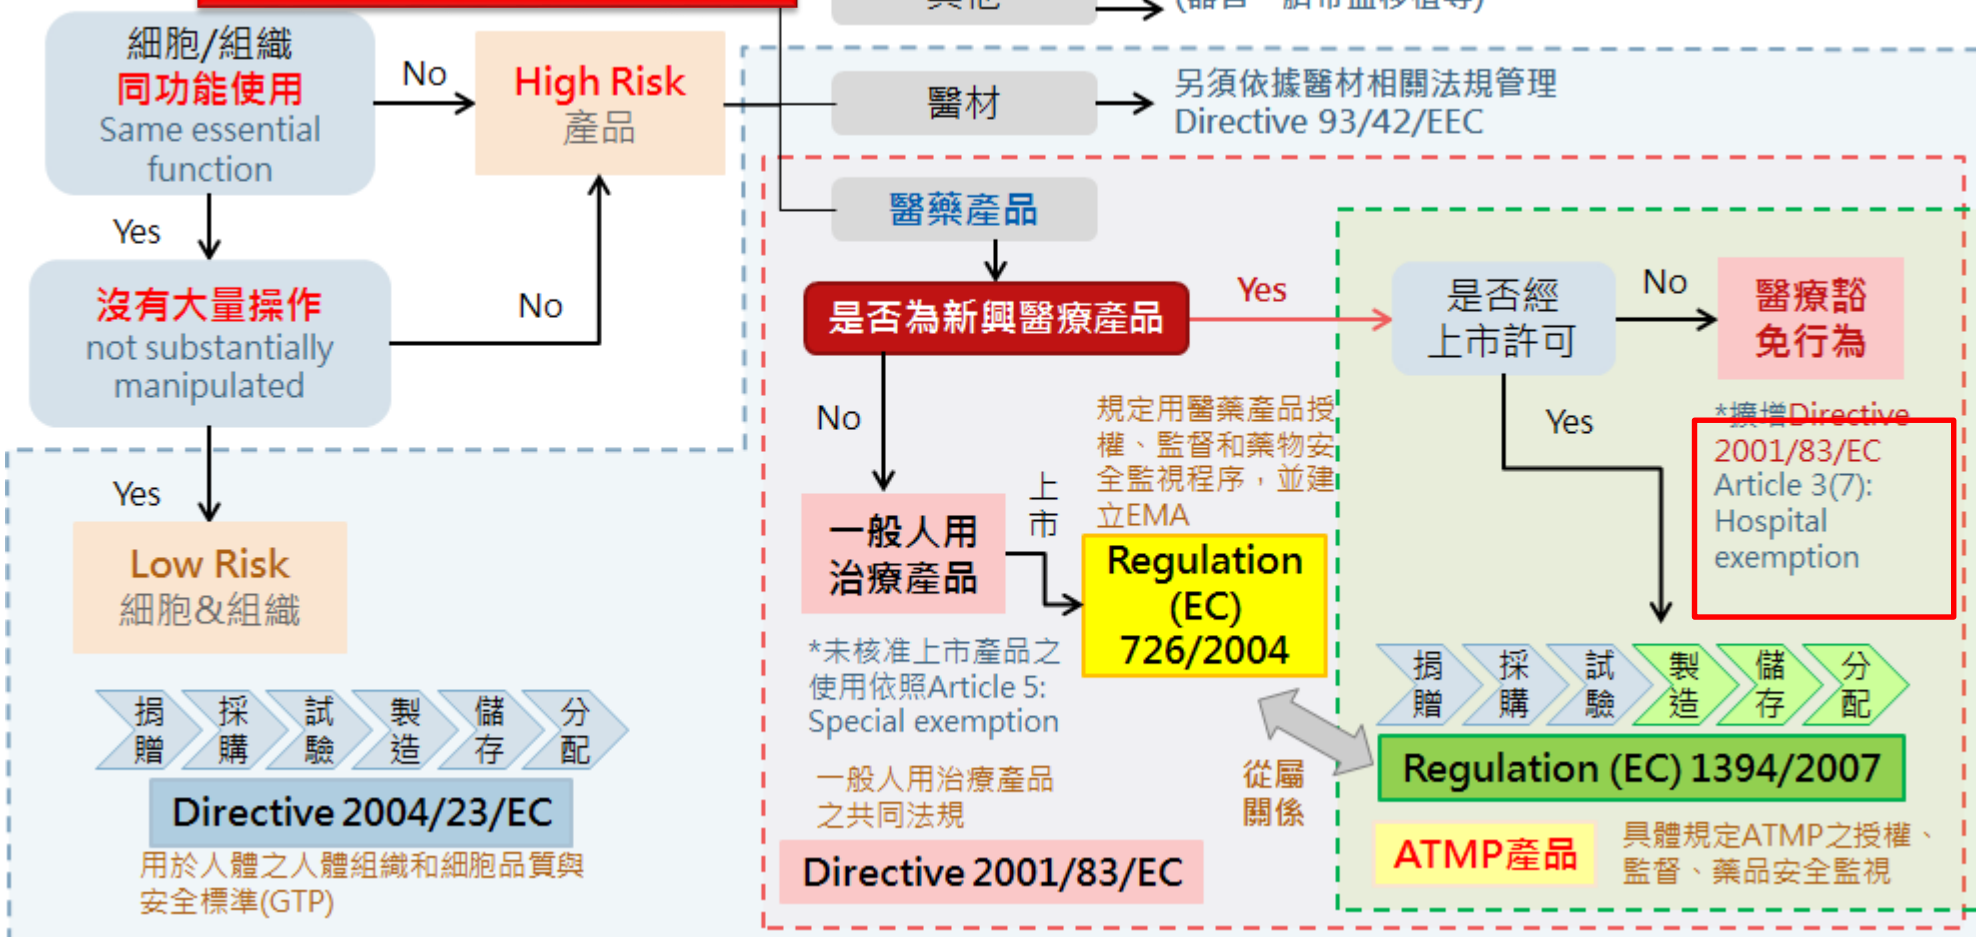 其他
細胞/組織
同功能使用
Same essential
function
No
High Risk
產品
醫材
另須依據醫材相關法規管理
Directive 93/42/EEC
醫藥產品
Yes
沒有大量操作
not substantially
manipulated
No
是否為新興醫療產品
Yes
是否經
上市許可
No
醫療豁
免行為
*擴增Directive
2001/83/EC
Article 3(7):
Hospital
exemption
Yes
No
規定用醫藥產品授
權、監督和藥物安
全監視程序，並建
立EMA
上
市
一般人用
治療產品
Regulation
(EC)
726/2004
Yes
Low Risk
細胞&組織
*未核准上市產品之
使用依照Article 5:
Special exemption
捐贈
採購
試驗
製造
儲存
分配
Directive 2004/23/EC
用於人體之人體組織和細胞品質與
安全標準(GTP)
一般人用治療產品
之共同法規
Directive 2001/83/EC
從屬
關係
捐贈
採購
試驗
製造
儲存
分配
Regulation (EC) 1394/2007
ATMP產品
具體規定ATMP之授權、
監督、藥品安全監視